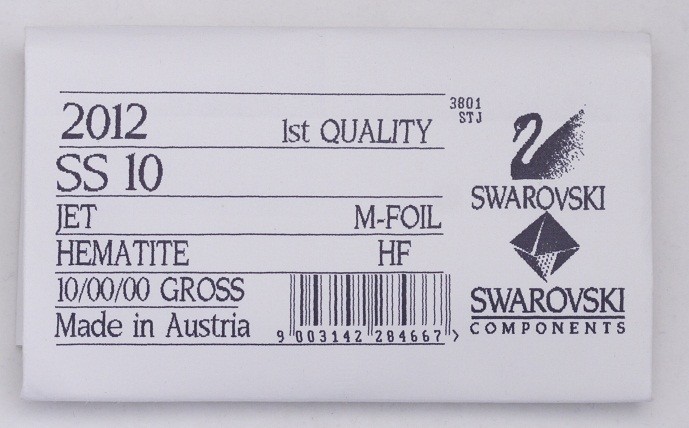 3801
STJ
2012 1st QUALITY
SS 10
JET M-FOIL
HEMATITE HF
10/00/00 GROSS
Made in Austria
9 003142 284667 >
SWAROVSKI
SWAROVSKI
COMPONENTS